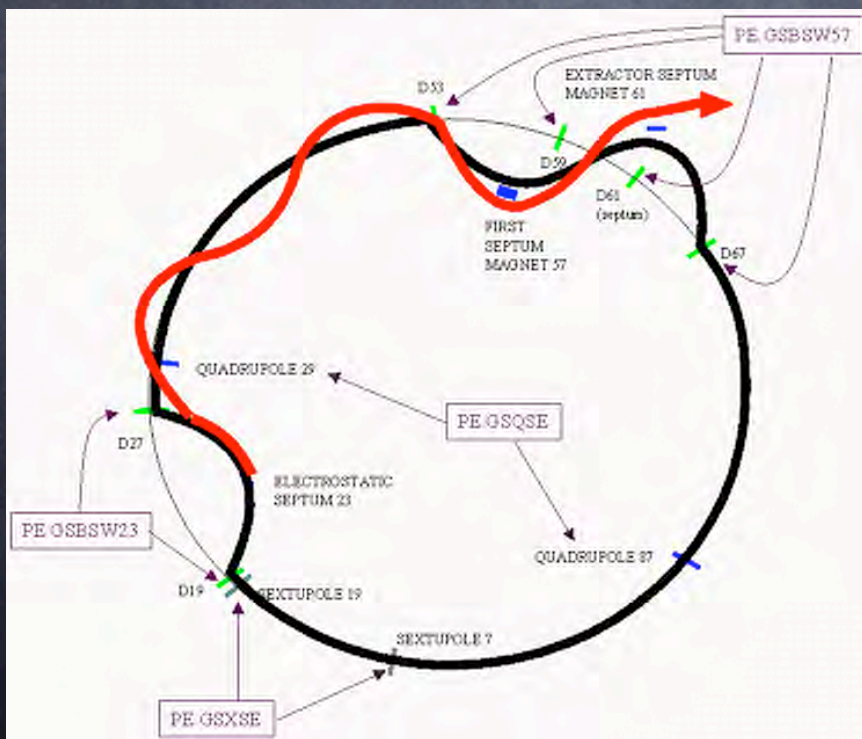 PE.GSBSW57
EXTRACTOR SEPTUM
MAGNET 61
D53
D59
D61
(septum)
FIRST
SEPTUM
MAGNET 57
D67
QUADRUPOLE 29
PE.GSQSE
D27
ELECTROSTATIC
SEPTUM 23
PE.GSBSW23
QUADRUPOLE 87
D19
SEXTUPOLE 19
SEXTUPOLE 7
PE.GSXSE